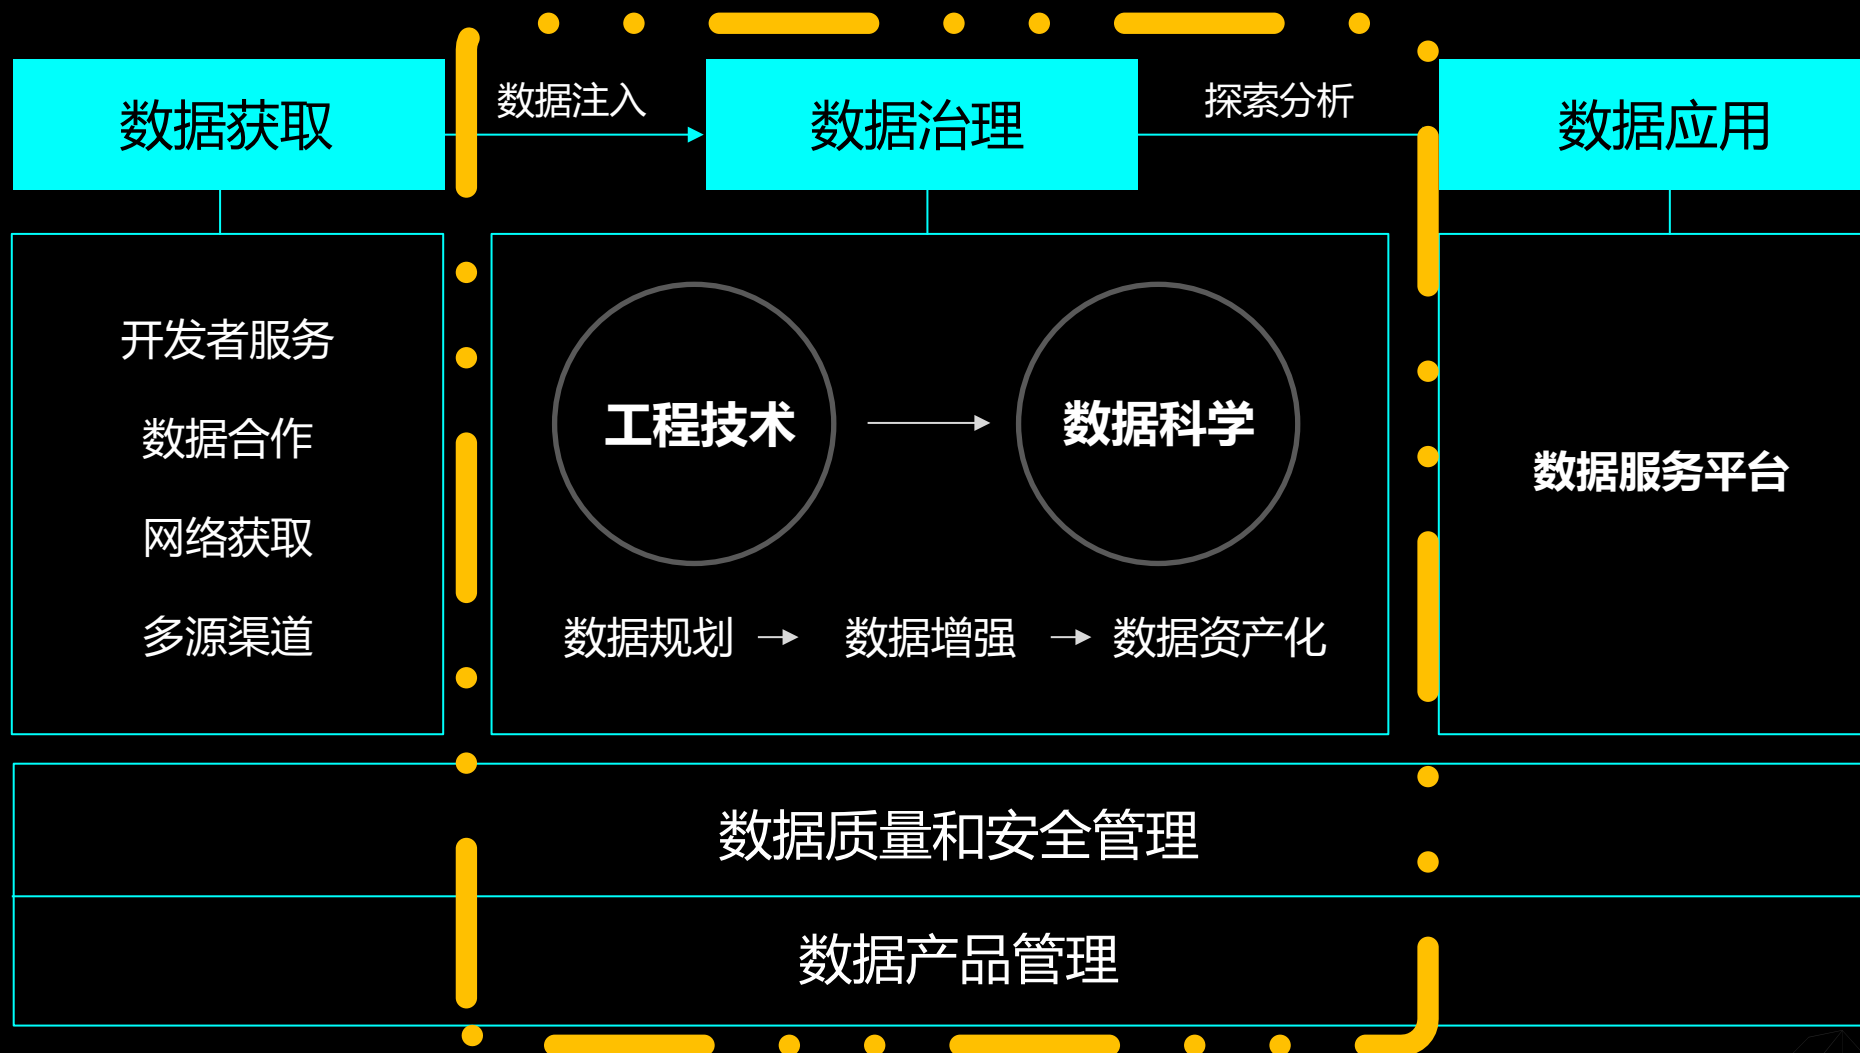 数据获取
数据注入
数据治理
探索分析
数据应用
开发者服务
数据合作
网络获取
多源渠道
工程技术
数据科学
数据规划
数据增强
数据资产化
数据服务平台
数据质量和安全管理
数据产品管理